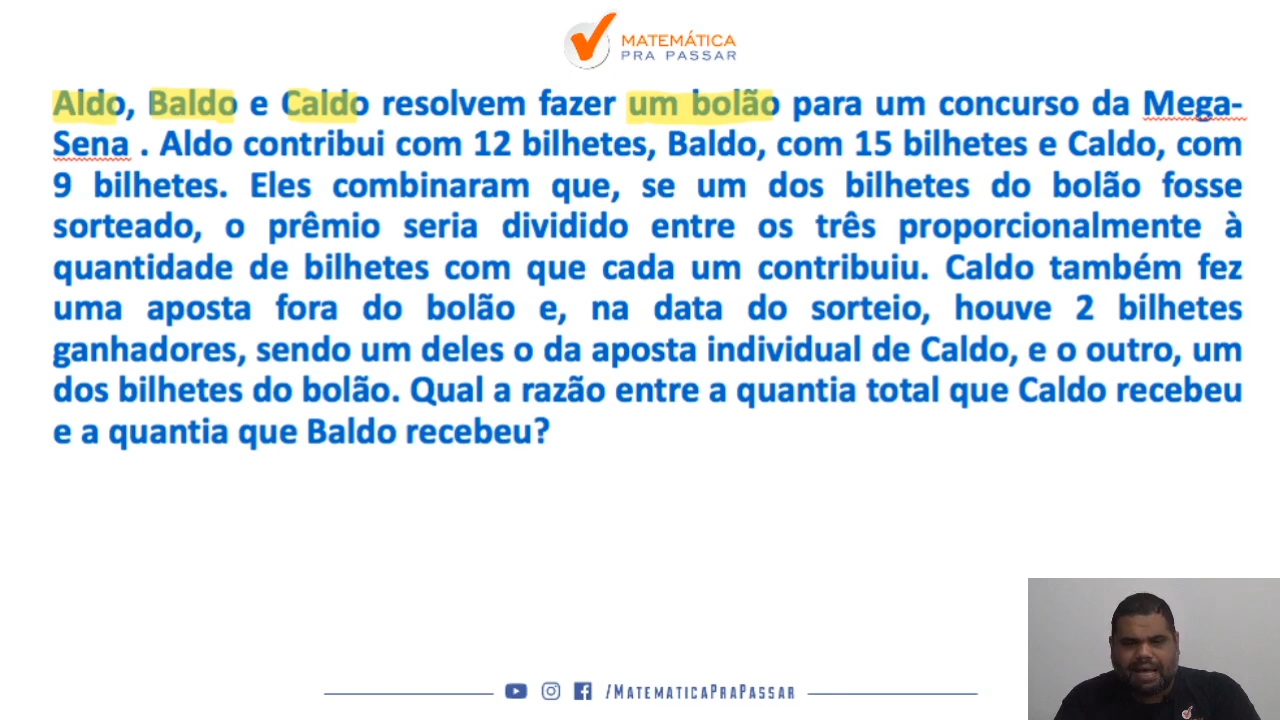 MATEMÁTICA
PRA PASSAR
Aldo, Baldo e Caldo resolvem fazer um bolão para um concurso da Mega-
Sena . Aldo contribui com 12 bilhetes, Baldo, com 15 bilhetes e Caldo, com
9 bilhetes. Eles combinaram que, se um dos bilhetes do bolão fosse
sorteado, o prêmio seria dividido entre os três proporcionalmente à
quantidade de bilhetes com que cada um contribuiu. Caldo também fez
uma aposta fora do bolão e, na data do sorteio, houve 2 bilhetes
ganhadores, sendo um deles o da aposta individual de Caldo, e o outro, um
dos bilhetes do bolão. Qual a razão entre a quantia total que Caldo recebeu
e a quantia que Baldo recebeu?
/MATEMATICAPRAPASSAR